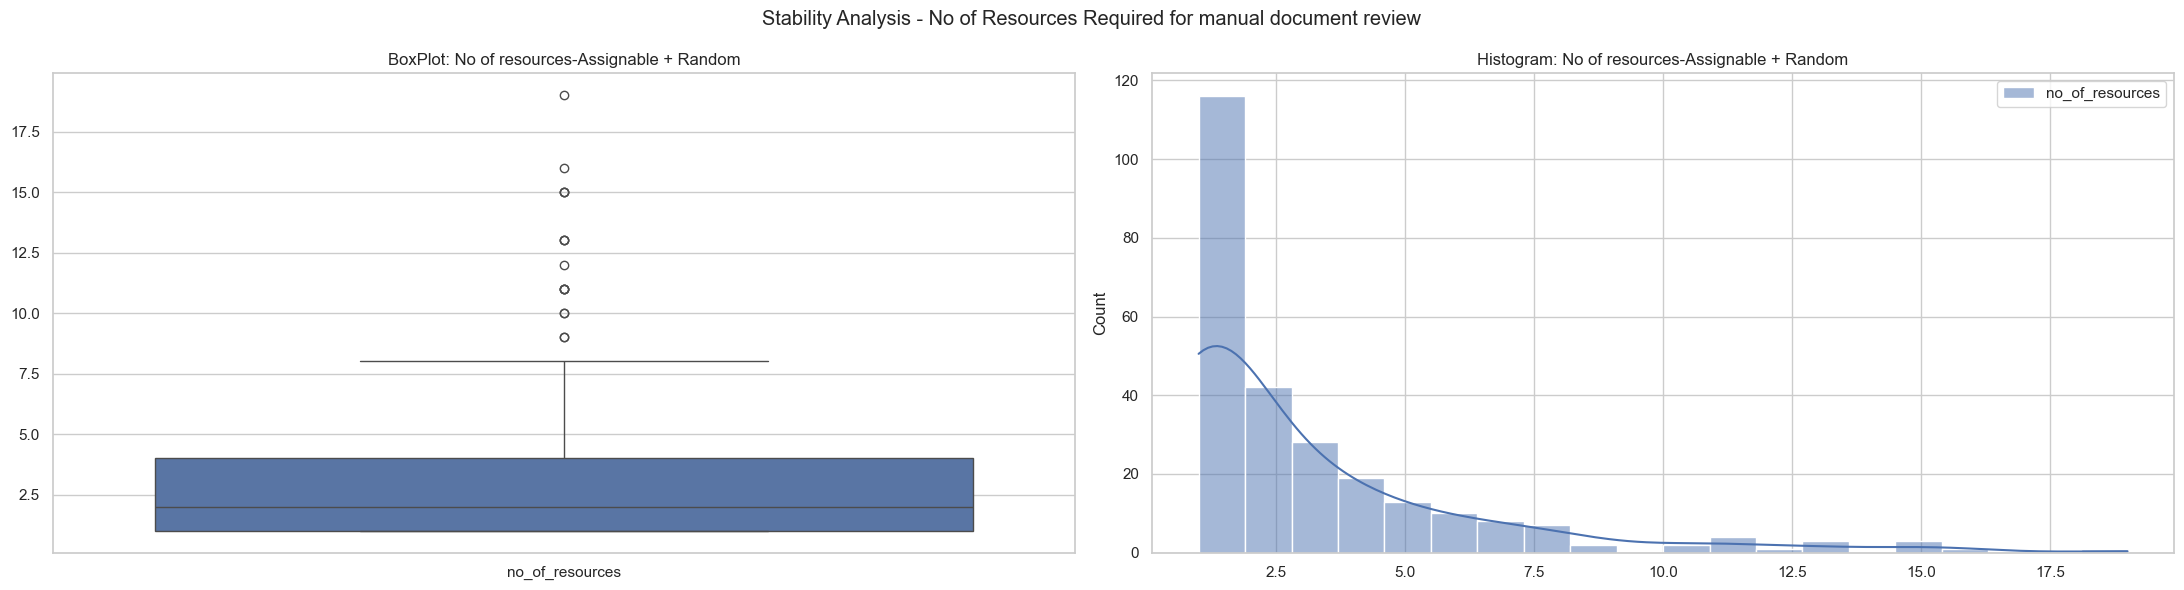 Stability Analysis - No of Resources Required for manual document review
BoxPlot: No of resources-Assignable + Random
17.5
15.0
12.5
10.0
7.5
5.0
2.5
no_of_resources
Histogram: No of resources-Assignable + Random
no_of_resources
Count
120
100
80
60
40
20
0
2.5 5.0 7.5 10.0 12.5 15.0 17.5